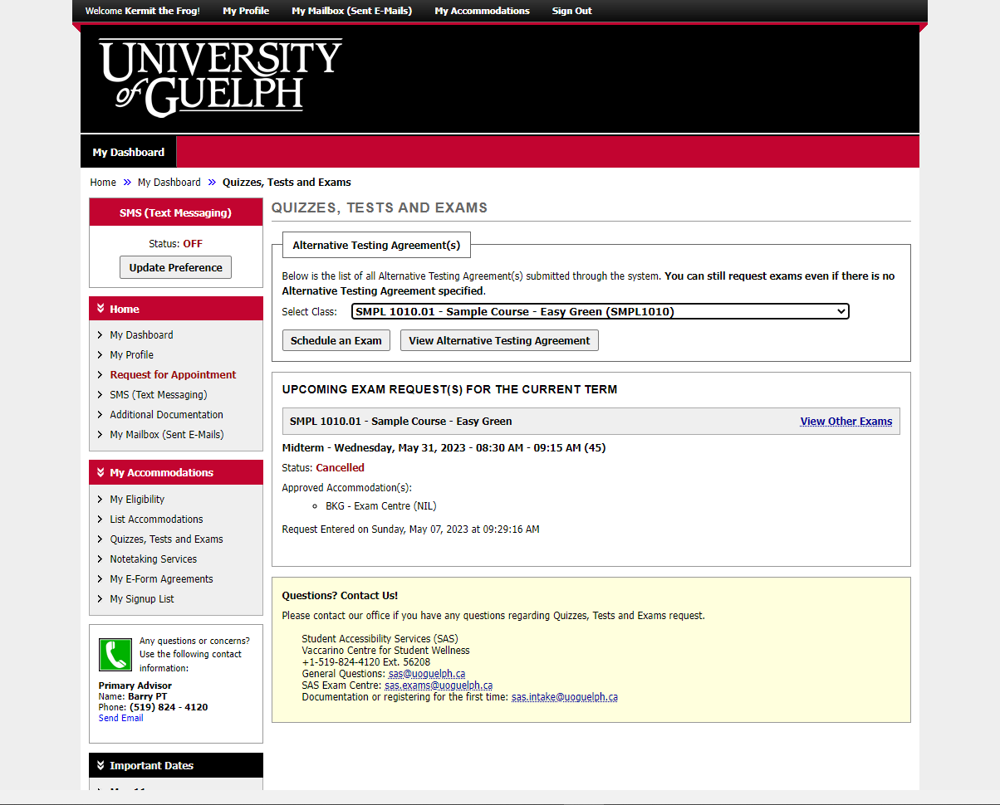 Welcome Kermit the Frog! My Profile My Mailbox (Sent E-Mails) My Accommodations Sign Out
UNIVERSITY
of GUELPH
My Dashboard
Home » My Dashboard » Quizzes, Tests and Exams
SMS (Text Messaging)
Status: OFF
Update Preference
Home
My Dashboard
My Profile
Request for Appointment
SMS (Text Messaging)
Additional Documentation
My Mailbox (Sent E-Mails)
My Accommodations
My Eligibility
List Accommodations
Quizzes, Tests and Exams
Notetaking Services
My E-Form Agreements
My Signup List
Any questions or concerns?
Use the following contact
information:
Primary Advisor
Name: Barry PT
Phone: (519) 824 - 4120
Send Email
Important Dates
QUIZZES, TESTS AND EXAMS
Alternative Testing Agreement(s)
Below is the list of all Alternative Testing Agreement(s) submitted through the system. You can still request exams even if there is no
Alternative Testing Agreement specified.
Select Class: SMPL 1010.01 - Sample Course - Easy Green (SMPL1010)
Schedule an Exam View Alternative Testing Agreement
UPCOMING EXAM REQUEST(S) FOR THE CURRENT TERM
SMPL 1010.01 - Sample Course - Easy Green View Other Exams
Midterm - Wednesday, May 31, 2023 - 08:30 AM - 09:15 AM (45)
Status: Cancelled
Approved Accommodation(s):
BKG - Exam Centre (NIL)
Request Entered on Sunday, May 07, 2023 at 09:29:16 AM
Questions? Contact Us!
Please contact our office if you have any questions regarding Quizzes, Tests and Exams request.
Student Accessibility Services (SAS)
Vaccarino Centre for Student Wellness
+1-519-824-4120 Ext. 56208
General Questions: sas@uoguelph.ca
SAS Exam Centre: sas.exams@uoguelph.ca
Documentation or registering for the first time: sas.intake@uoguelph.ca